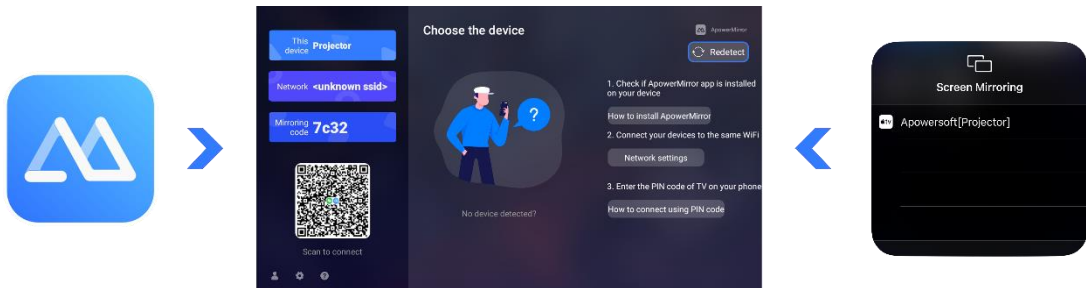 This
device Projector
Network <unknown ssid>
Mirroring
code 7c32
Scan to connect
Choose the device
No device detected?
ApowerMirror
Redetect
1. Check if ApowerMirror app is installed
on your device
How to install ApowerMirror
2. Connect your devices to the same WiFi
Network settings
3. Enter the PIN code of TV on your phone
How to connect using PIN code
Screen Mirroring
tv Apowersoft[Projector]